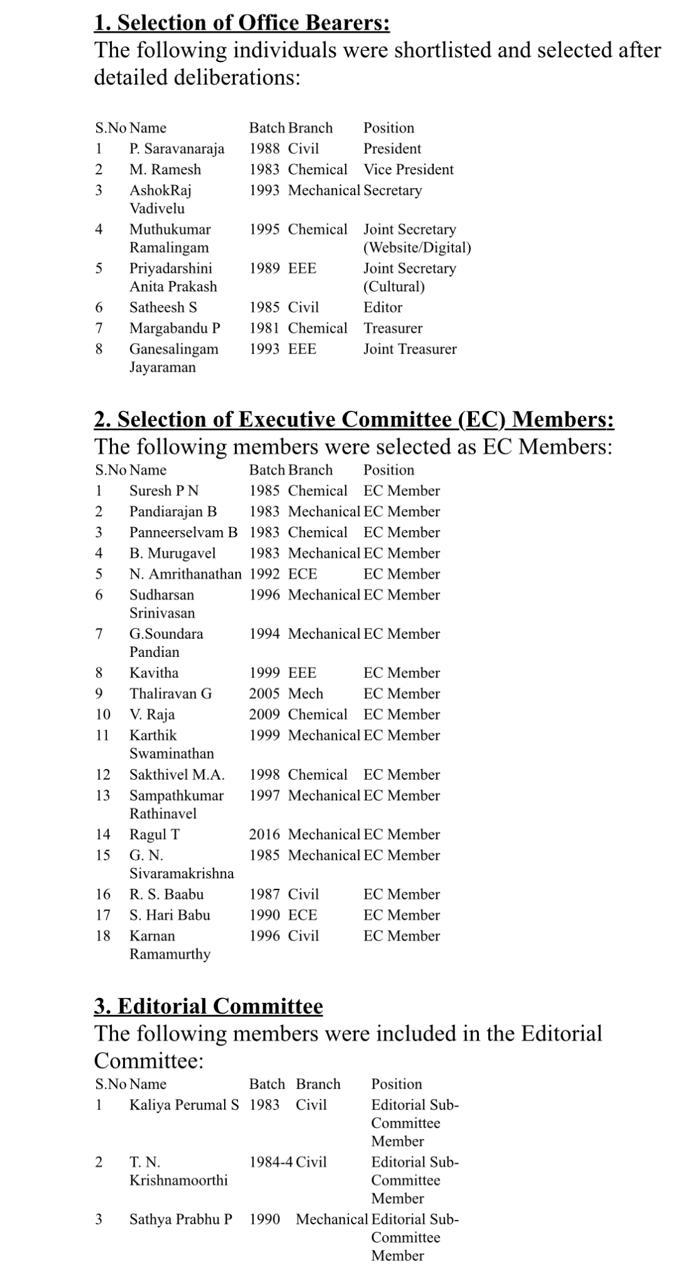 1. Selection of Office Bearers:
The following individuals were shortlisted and selected after
detailed deliberations:
S.No Name Batch Branch Position
1 P. Saravanaraja 1988 Civil President
2 M. Ramesh 1983 Chemical Vice President
3 AshokRaj 1993 Mechanical Secretary
Vadivelu
4 Muthukumar 1995 Chemical Joint Secretary
Ramalingam (Website/Digital)
5 Priyadarshini 1989 EEE Joint Secretary
Anita Prakash (Cultural)
6 Satheesh S 1985 Civil Editor
7 Margabandu P 1981 Chemical Treasurer
8 Ganesalingam 1993 EEE Joint Treasurer
Jayaraman
2. Selection of Executive Committee (EC) Members:
The following members were selected as EC Members:
S.No Name Batch Branch Position
1 Suresh P N 1985 Chemical EC Member
2 Pandiarajan B 1983 Mechanical EC Member
3 Panneerselvam B 1983 Chemical EC Member
4 B. Murugavel 1983 Mechanical EC Member
5 N. Amrithanathan 1992 ECE EC Member
6 Sudharsan 1996 Mechanical EC Member
Srinivasan
7 G.Soundara 1994 Mechanical EC Member
Pandian
8 Kavitha 1999 EEE EC Member
9 Thaliravan G 2005 Mech EC Member
10 V. Raja 2009 Chemical EC Member
11 Karthik 1999 Mechanical EC Member
Swaminathan
12 Sakthivel M.A. 1998 Chemical EC Member
13 Sampathkumar 1997 Mechanical EC Member
Rathinavel
14 Ragul T 2016 Mechanical EC Member
15 G. N. 1985 Mechanical EC Member
Sivaramakrishna
16 R. S. Baabu 1987 Civil EC Member
17 S. Hari Babu 1990 ECE EC Member
18 Karnan 1996 Civil EC Member
Ramamurthy
3. Editorial Committee
The following members were included in the Editorial
Committee:
S.No Name Batch Branch Position
1 Kaliya Perumal S 1983 Civil Editorial Sub-
Committee
Member
2 T. N. 1984-4 Civil Editorial Sub-
Krishnamoorthi Committee
Member
3 Sathya Prabhu P 1990 Mechanical Editorial Sub-
Committee
Member